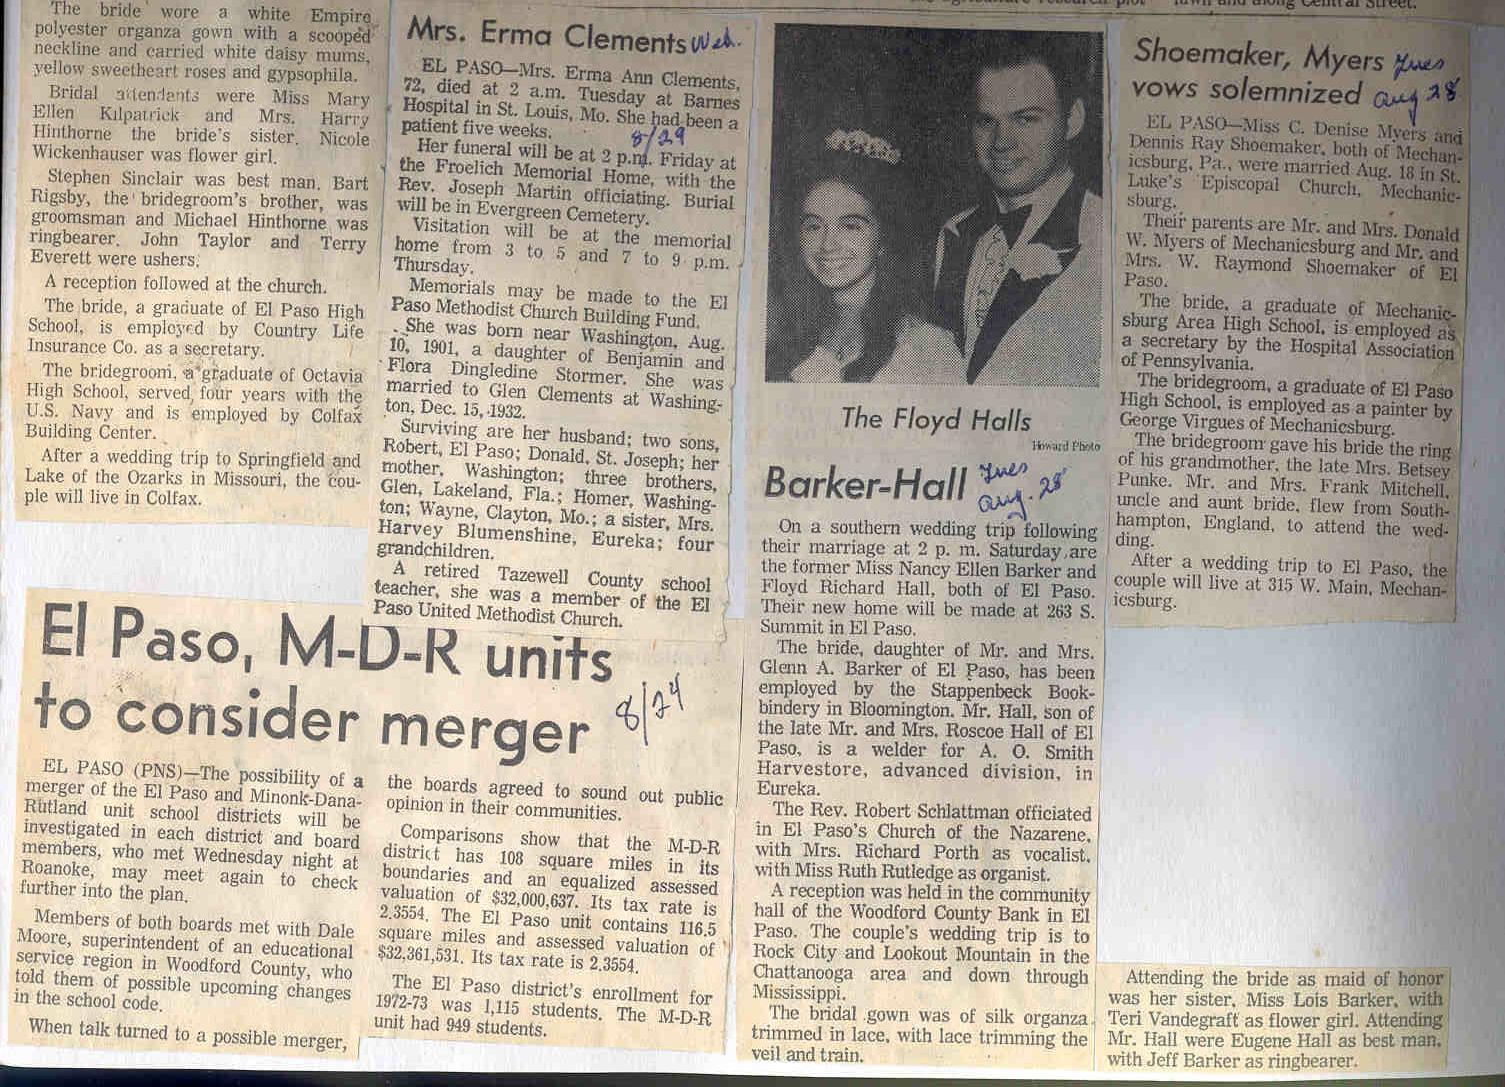 The bride wore a white Empire
polyester organza gown with a scooped
neckline and carried white daisy mums,
yellow sweetheart roses and gypsophila.
Bridal attendants were Miss Mary
Ellen Kilpatrick and Mrs. Harry
Hinthorne the bride's sister. Nicole
Wickenhauser was flower girl.
Stephen Sinclair was best man. Bart
Rigsby, the bridegroom's brother, was
groomsman and Michael Hinthorne was
ringbearer. John Taylor and Terry
Everett were ushers.
A reception followed at the church.
The bride, a graduate of El Paso High
School, is employed by Country Life
Insurance Co. as a secretary.
The bridegroom, a graduate of Octavia
High School, served four years with the
U.S. Navy and is employed by Colfax
Building Center.
After a wedding trip to Springfield and
Lake of the Ozarks in Missouri, the cou-
ple will live in Colfax.
Mrs. Erma Clements Wed.
EL PASO—Mrs. Erma Ann Clements,
72, died at 2 a.m. Tuesday at Barnes
Hospital in St. Louis, Mo. She had been a
patient five weeks. 8/29
Her funeral will be at 2 p.m. Friday at
the Froelich Memorial Home, with the
Rev. Joseph Martin officiating. Burial
will be in Evergreen Cemetery.
Visitation will be at the memorial
home from 3 to 5 and 7 to 9 p.m.
Thursday.
Memorials may be made to the El
Paso Methodist Church Building Fund.
She was born near Washington, Aug.
10, 1901, a daughter of Benjamin and
Flora Dingledine Stormer. She was
married to Glen Clements at Washing-
ton, Dec. 15, 1932.
Surviving are her husband; two sons,
Robert, El Paso; Donald, St. Joseph; her
mother, Washington; three brothers,
Glen, Lakeland, Fla.; Homer, Washing-
ton; Wayne, Clayton, Mo.; a sister, Mrs.
Harvey Blumenshine, Eureka; four
grandchildren.
A retired Tazewell County school
teacher, she was a member of the El
Paso United Methodist Church.
El Paso, M-D-R units
to consider merger 8/24
EL PASO (PNS)—The possibility of a
merger of the El Paso and Minonk-Dana-
Rutland unit school districts will be
investigated in each district and board
members, who met Wednesday night at
Roanoke, may meet again to check
further into the plan.
Members of both boards met with Dale
Moore, superintendent of an educational
service region in Woodford County, who
told them of possible upcoming changes
in the school code.
When talk turned to a possible merger,
the boards agreed to sound out public
opinion in their communities.
Comparisons show that the M-D-R
district has 108 square miles in its
boundaries and an equalized assessed
valuation of $32,000,637. Its tax rate is
2.3554. The El Paso unit contains 116.5
square miles and assessed valuation of
$32,361,531. Its tax rate is 2.3554.
The El Paso district's enrollment for
1972-73 was 1,115 students. The M-D-R
unit had 949 students.
The Floyd Halls
Howard Photo
Barker-Hall Tues
Aug. 28
On a southern wedding trip following
their marriage at 2 p. m. Saturday are
the former Miss Nancy Ellen Barker and
Floyd Richard Hall, both of El Paso.
Their new home will be made at 263 S.
Summit in El Paso.
The bride, daughter of Mr. and Mrs.
Glenn A. Barker of El Paso, has been
employed by the Stappenbeck Book-
bindery in Bloomington. Mr. Hall, son of
the late Mr. and Mrs. Roscoe Hall of El
Paso, is a welder for A. O. Smith
Harvestore, advanced division, in
Eureka.
The Rev. Robert Schlattman officiated
in El Paso's Church of the Nazarene,
with Mrs. Richard Porth as vocalist,
with Miss Ruth Rutledge as organist.
A reception was held in the community
hall of the Woodford County Bank in El
Paso. The couple's wedding trip is to
Rock City and Lookout Mountain in the
Chattanooga area and down through
Mississippi.
The bridal gown was of silk organza
trimmed in lace, with lace trimming the
veil and train.
Shoemaker, Myers Tues
vows solemnized Aug 28
EL PASO—Miss C. Denise Myers and
Dennis Ray Shoemaker, both of Mechan-
icsburg, Pa., were married Aug. 18 in St.
Luke's Episcopal Church, Mechanic-
sburg.
Their parents are Mr. and Mrs. Donald
W. Myers of Mechanicsburg and Mr. and
Mrs. W. Raymond Shoemaker of El
Paso.
The bride, a graduate of Mechanic-
sburg Area High School, is employed as
a secretary by the Hospital Association
of Pennsylvania.
The bridegroom, a graduate of El Paso
High School, is employed as a painter by
George Virgues of Mechanicsburg.
The bridegroom gave his bride the ring
of his grandmother, the late Mrs. Betsey
Punke. Mr. and Mrs. Frank Mitchell,
uncle and aunt bride, flew from South-
hampton, England, to attend the wed-
ding.
After a wedding trip to El Paso, the
couple will live at 315 W. Main, Mechan-
icsburg.
Attending the bride as maid of honor
was her sister, Miss Lois Barker, with
Teri Vandegraft as flower girl. Attending
Mr. Hall were Eugene Hall as best man,
with Jeff Barker as ringbearer.